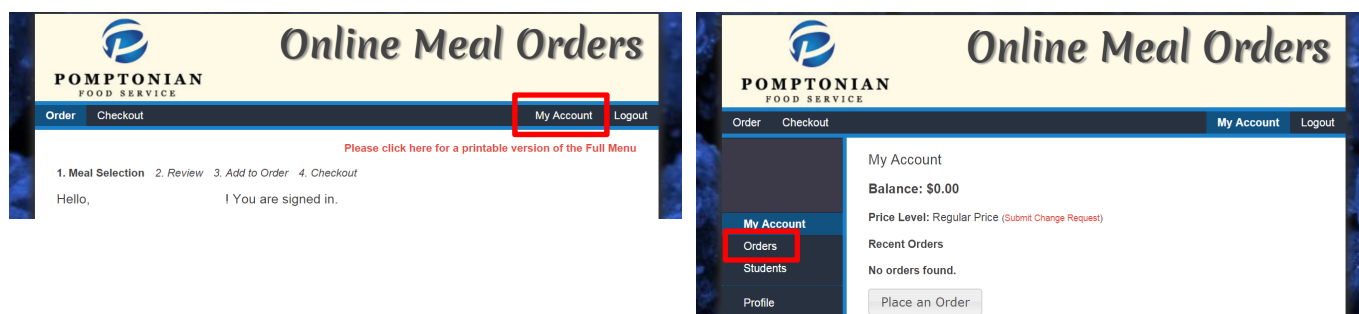 Online Meal Orders
POMPTONIAN
FOOD SERVICE
Order Checkout My Account Logout
Please click here for a printable version of the Full Menu
1. Meal Selection 2. Review 3. Add to Order 4. Checkout
Hello, ! You are signed in.
Online Meal Orders
POMPTONIAN
FOOD SERVICE
Order Checkout My Account Logout
My Account
Balance: $0.00
Price Level: Regular Price (Submit Change Request)
My Account
Orders
Recent Orders
Students
No orders found.
Profile
Place an Order